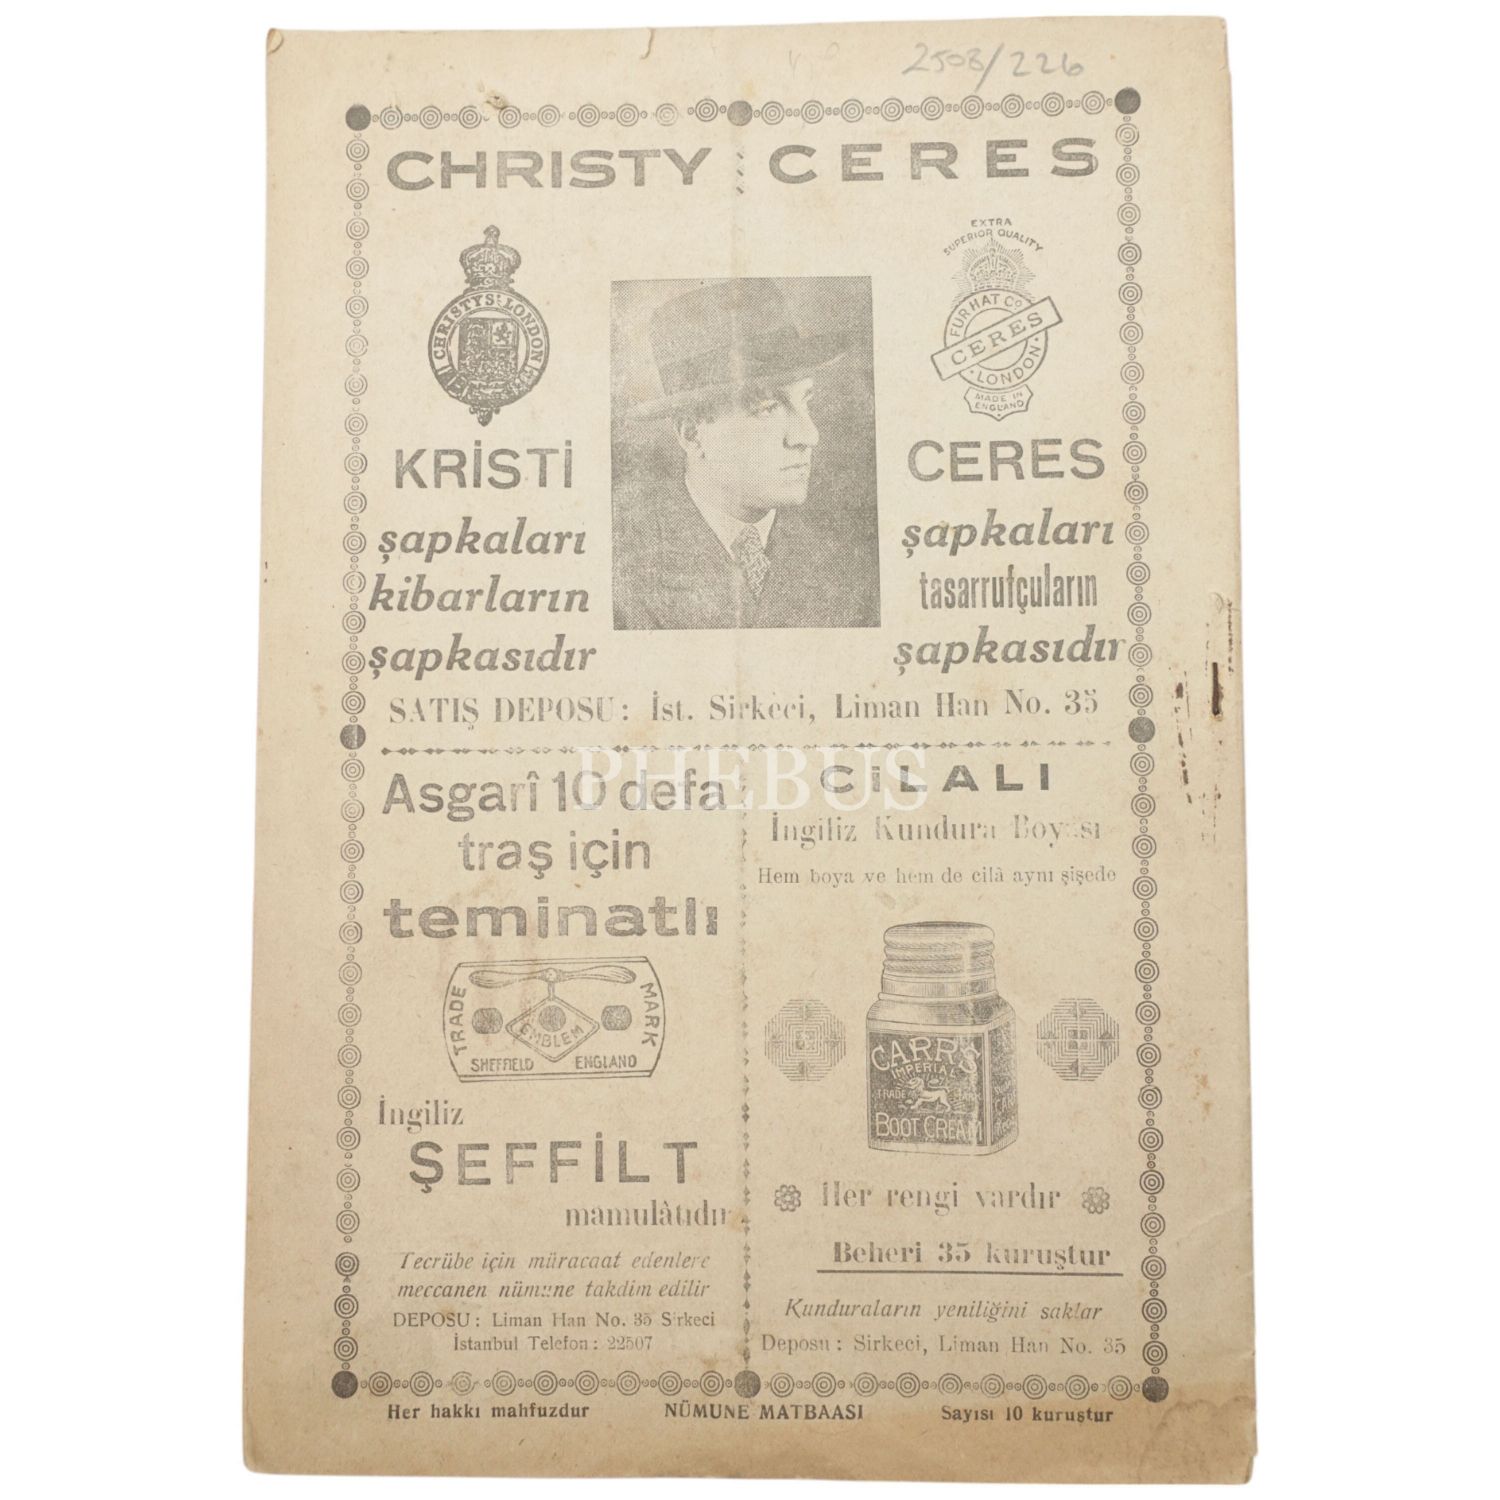 2508/226
CHRISTY CERES
CHRISTYS' LONDON
EXTRA
SUPERIOR QUALITY
FUR HAT Co
CERES
LONDON
MADE IN
ENGLAND
KRİSTİ
şapkaları
kibarların
şapkasıdır
CERES
şapkaları
tasarrufçuların
şapkasıdır
SATIŞ DEPOSU: İst. Sirkeci, Liman Han No. 35
PHEBUS
Asgarî 10 defa
traş için
teminatlı
TRADE MARK
EMBLEM
SHEFFIELD ENGLAND
İngiliz
ŞEFFİLT
mamulâtıdır
Tecrübe için müracaat edenlere
meccanen nümune takdim edilir
DEPOSU: Liman Han No. 35 Sirkeci
İstanbul Telefon: 22507
CİLALI
İngiliz Kundura Boyası
Hem boya ve hem de cilâ aynı şişede
CARR'S
IMPERIAL
TRADE MARK
BOOT CREAM
Her rengi vardır
Beheri 35 kuruştur
Kunduraların yeniliğini saklar
Deposu: Sirkeci, Liman Han No. 35
Her hakkı mahfuzdur NÜMUNE MATBAASI Sayısı 10 kuruştur